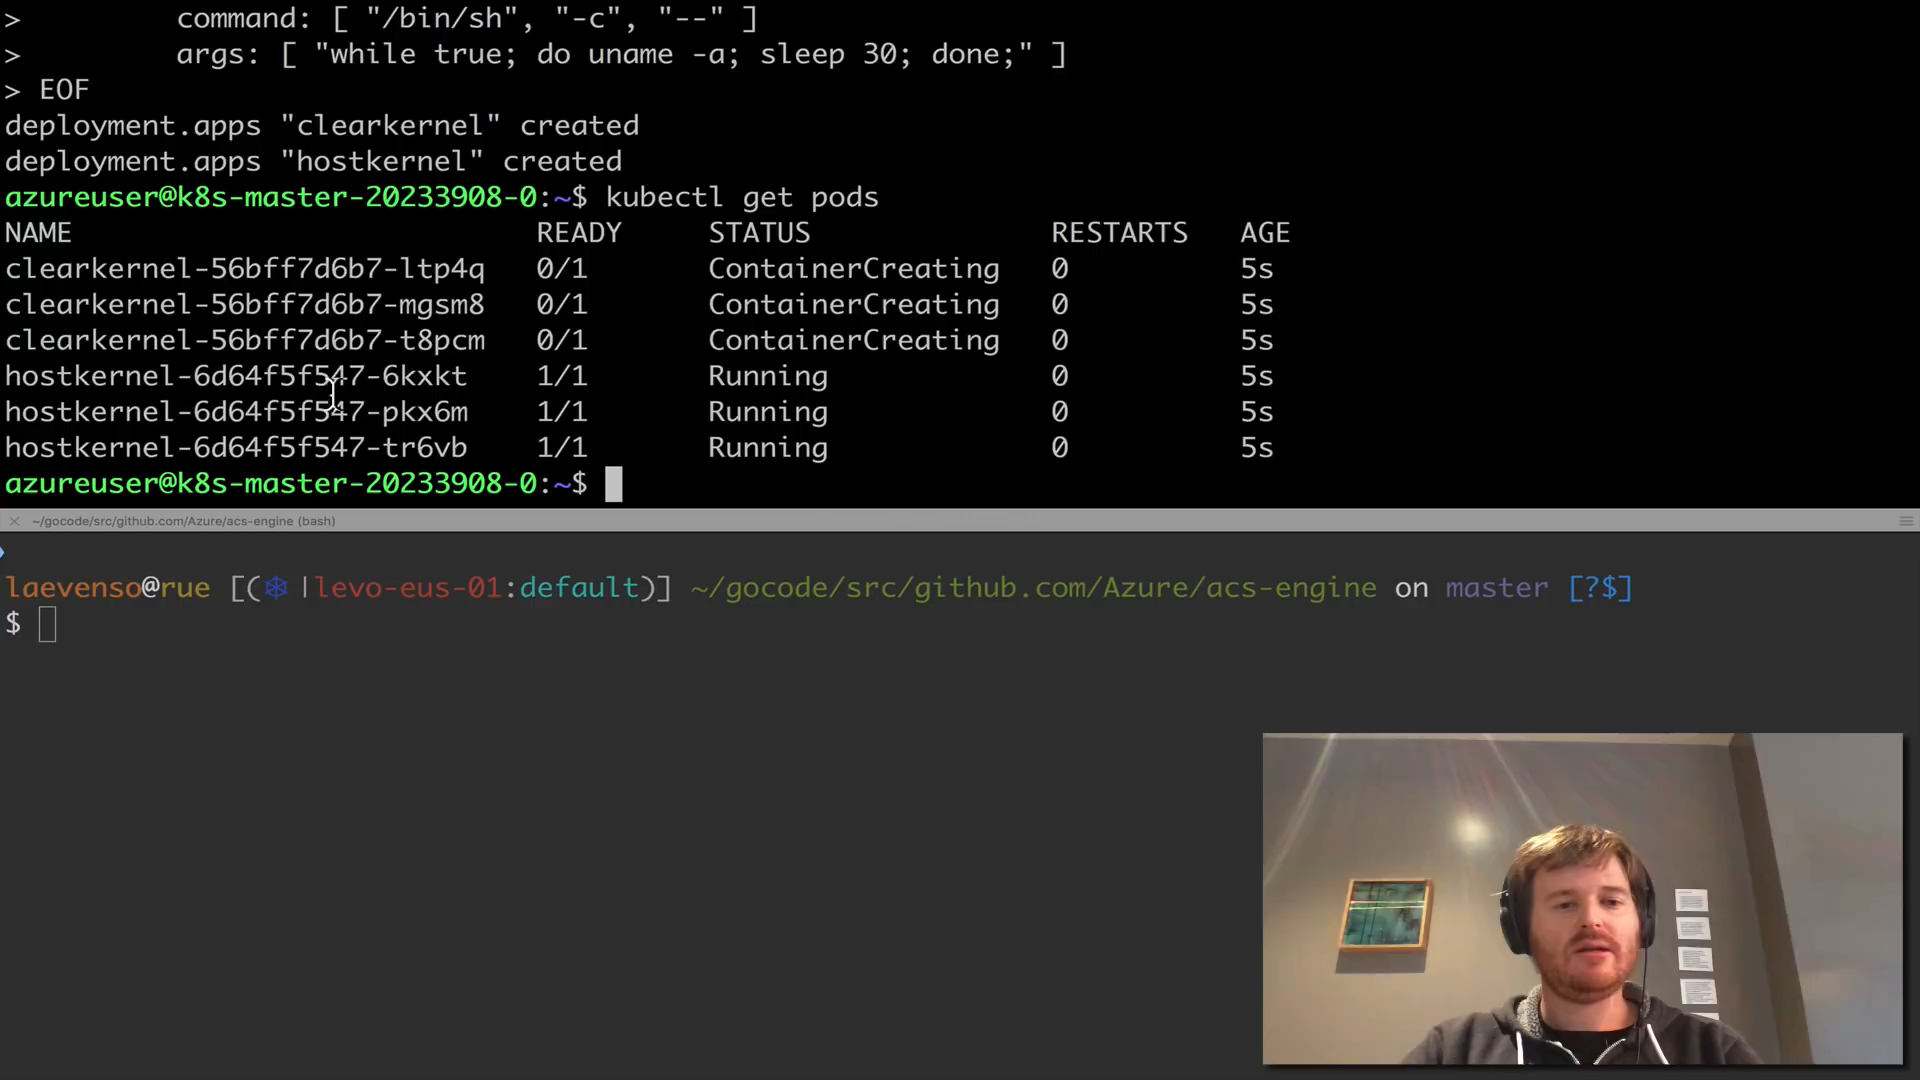 >         command: [ "/bin/sh", "-c", "--" ]
>         args: [ "while true; do uname -a; sleep 30; done;" ]
> EOF
deployment.apps "clearkernel" created
deployment.apps "hostkernel" created
azureuser@k8s-master-20233908-0:~$ kubectl get pods
NAME                           READY     STATUS              RESTARTS   AGE
clearkernel-56bff7d6b7-ltp4q   0/1       ContainerCreating   0          5s
clearkernel-56bff7d6b7-mgsm8   0/1       ContainerCreating   0          5s
clearkernel-56bff7d6b7-t8pcm   0/1       ContainerCreating   0          5s
hostkernel-6d64f5f547-6kxkt    1/1       Running             0          5s
hostkernel-6d64f5f547-pkx6m    1/1       Running             0          5s
hostkernel-6d64f5f547-tr6vb    1/1       Running             0          5s
azureuser@k8s-master-20233908-0:~$
~/gocode/src/github.com/Azure/acs-engine (bash)
laevenso@rue [(⎈ |levo-eus-01:default)] ~/gocode/src/github.com/Azure/acs-engine on master [?$]
$